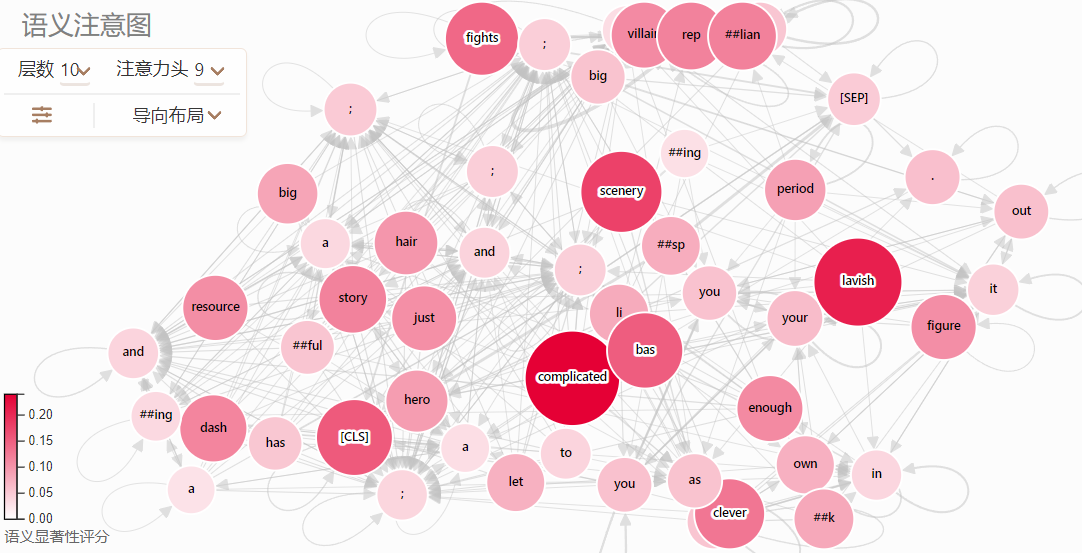 语义注意图
层数 10
注意力头 9
导向布局
fights
;
villain
rep
##lian
big
[SEP]
;
##ing
;
scenery
period
.
big
out
a
hair
and
##sp
;
lavish
you
it
resource
story
just
li
your
figure
##ful
and
bas
complicated
hero
enough
##ing
dash
has
[CLS]
a
to
own
in
let
you
as
a
;
clever
##k
0.20
0.15
0.10
0.05
0.00
语义显著性评分